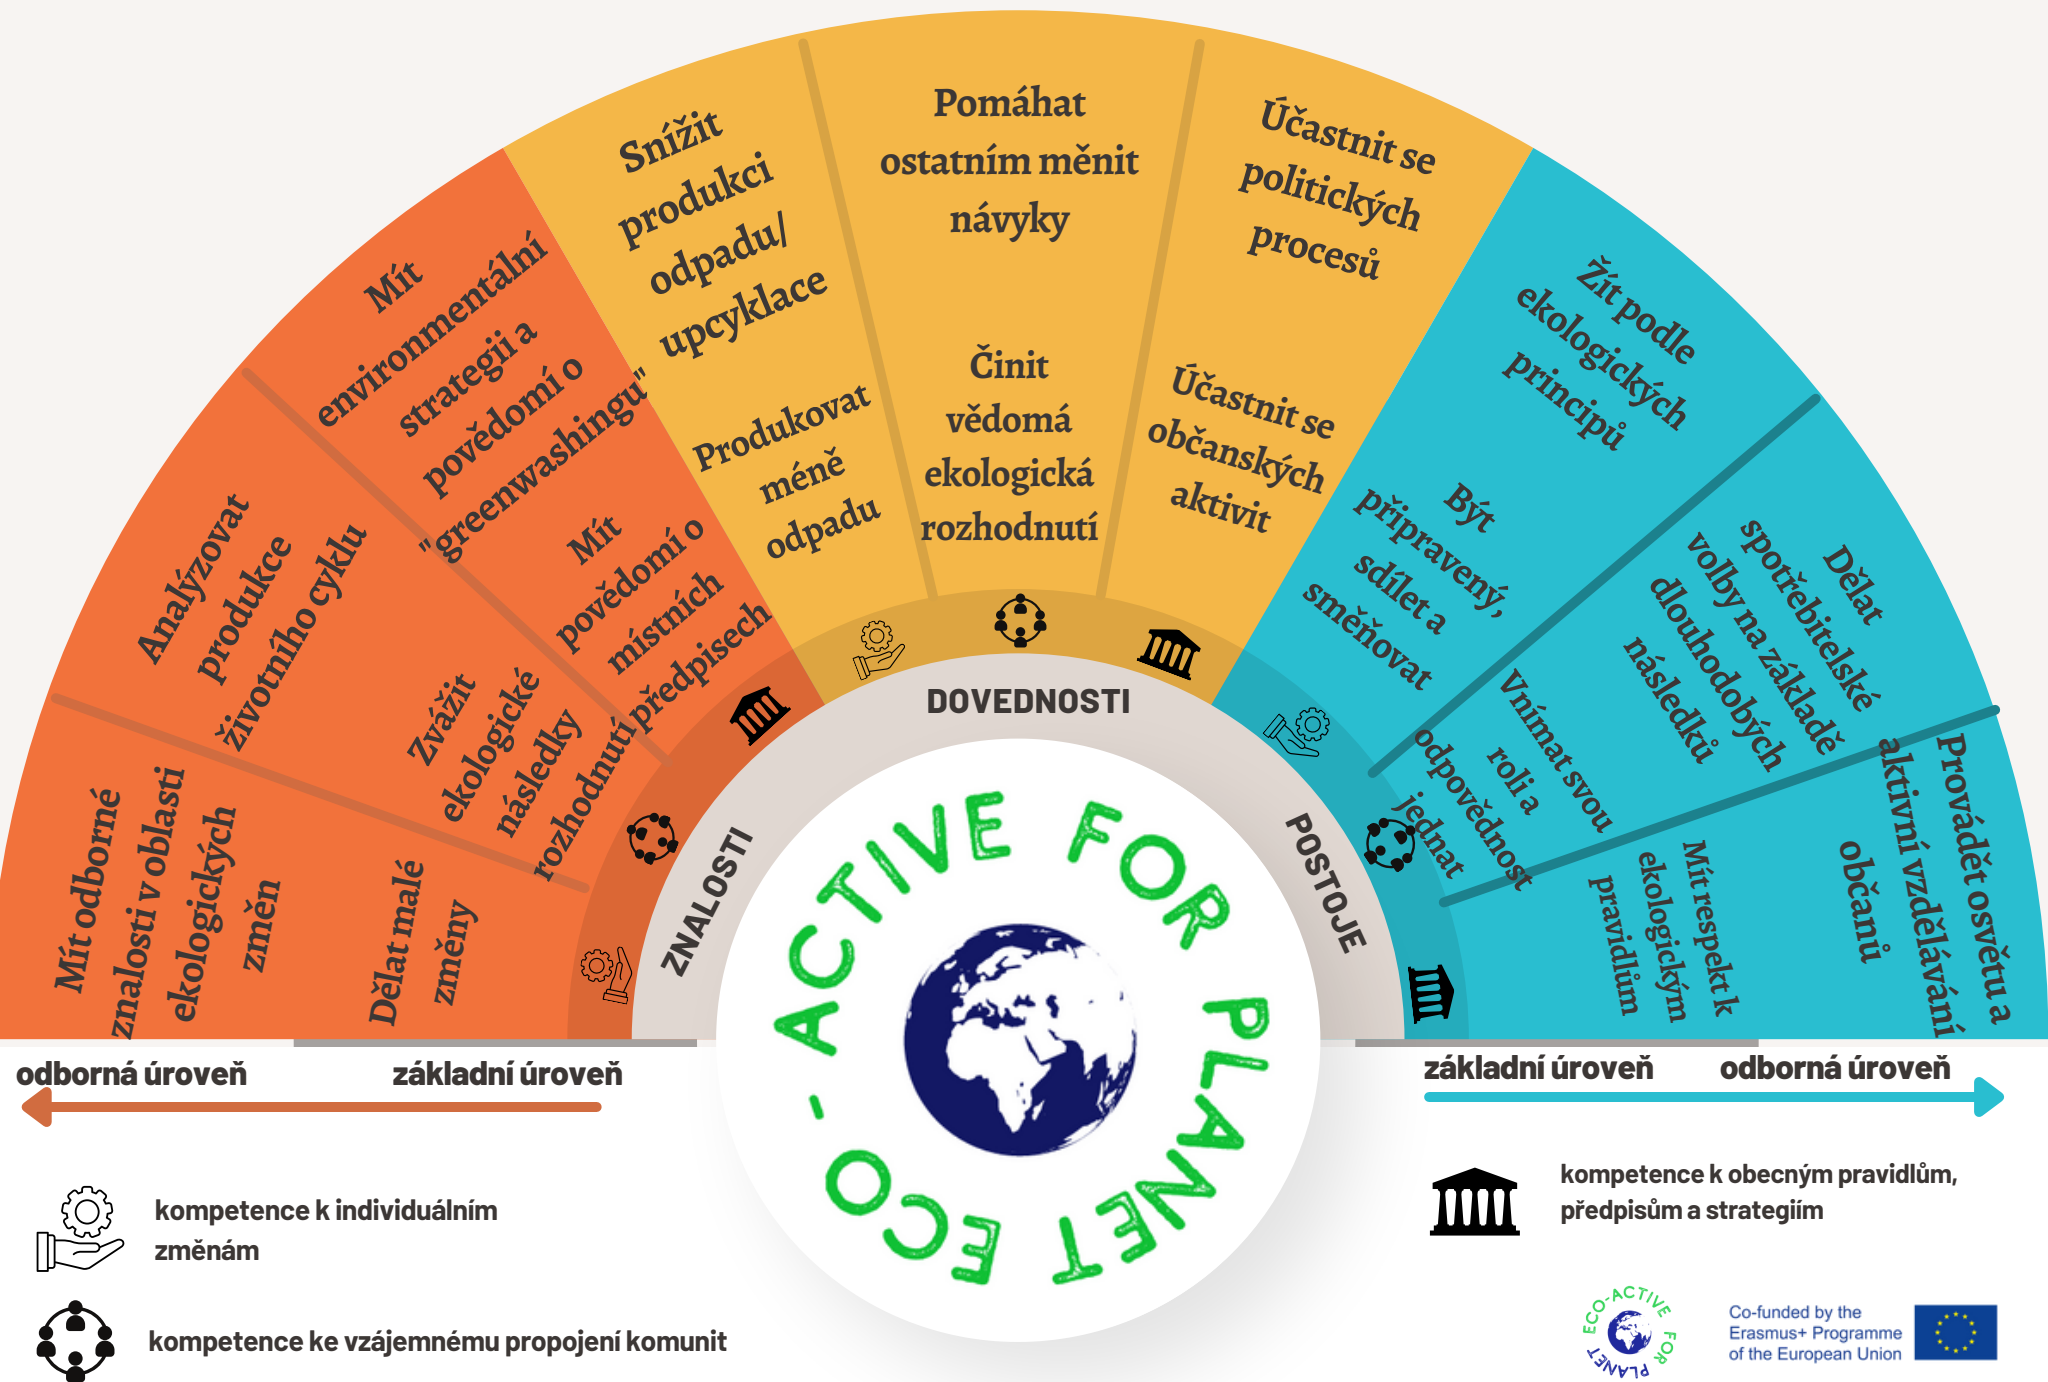 Mít odborné
znalosti v oblasti
ekologických
změn
Dělat malé
změny
Analýzovat
produkce
životního cyklu
Zvážit
ekologické
následky
rozhodnutí
Mít
environmentální
strategii a
povědomí o
"greenwashingu"
Mít
povědomí o
místních
předpisech
Snížit
produkci
odpadu/
upcyklace
Produkovat
méně
odpadu
Pomáhat
ostatním měnit
návyky
Činit
vědomá
ekologická
rozhodnutí
Účastnit se
politických
procesů
Účastnit se
občanských
aktivit
Žít podle
ekologických
principů
Být
připravený,
sdílet a
směňovat
Dělat
spotřebitelské
volby na základě
dlouhodobých
následků
Vnímat svou
roli a
odpovědnost
jednat
Provádět osvětu a
aktivní vzdělávání
občanů
Mít respekt k
ekologickým
pravidlům
ZNALOSTI
DOVEDNOSTI
POSTOJE
ECO-ACTIVE FOR PLANET
odborná úroveň
základní úroveň
základní úroveň
odborná úroveň
kompetence k individuálním
změnám
kompetence ke vzájemnému propojení komunit
kompetence k obecným pravidlům,
předpisům a strategiím
ECO-ACTIVE FOR PLANET
Co-funded by the
Erasmus+ Programme
of the European Union